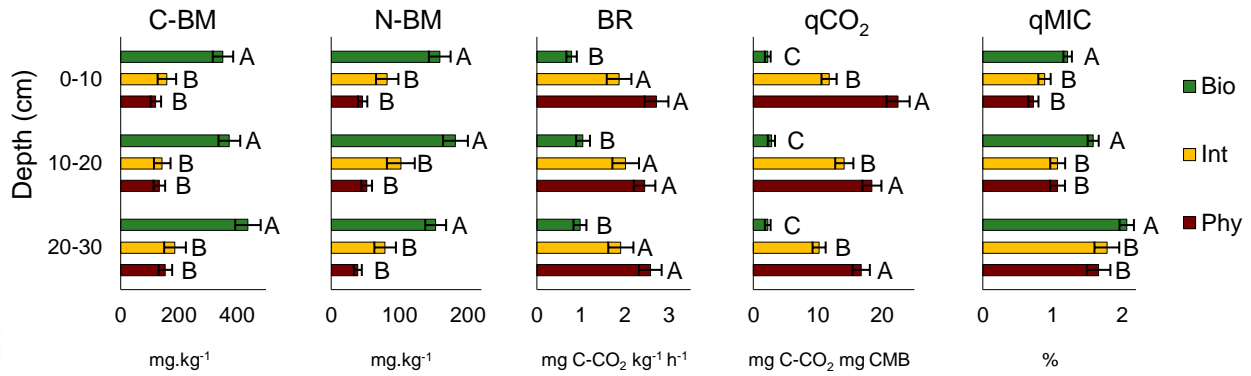 C-BM N-BM BR qCO₂ qMIC
Depth (cm)
0-10
A A B C A
B B A B B
B B A A B
10-20
A A B C A
B B A B B
B B A A B
20-30
A A B C A
B B A B B
B B A A B
0 200 400 0 100 200 0 1 2 3 0 10 20 0 1 2
mg.kg⁻¹ mg.kg⁻¹ mg C-CO₂ kg⁻¹ h⁻¹ mg C-CO₂ mg CMB %
Bio
Int
Phy